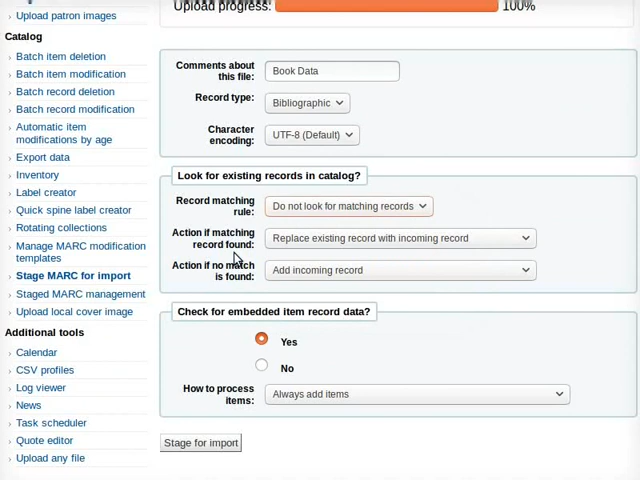 Upload progress: 100%
Upload patron images
Catalog
Batch item deletion
Batch item modification
Batch record deletion
Batch record modification
Automatic item
modifications by age
Export data
Inventory
Label creator
Quick spine label creator
Rotating collections
Manage MARC modification
templates
Stage MARC for import
Staged MARC management
Upload local cover image
Additional tools
Calendar
CSV profiles
Log viewer
News
Task scheduler
Quote editor
Upload any file
Comments about
this file:
Book Data
Record type:
Bibliographic
Character
encoding:
UTF-8 (Default)
Look for existing records in catalog?
Record matching
rule:
Do not look for matching records
Action if matching
record found:
Replace existing record with incoming record
Action if no match
is found:
Add incoming record
Check for embedded item record data?
Yes
No
How to process
items:
Always add items
Stage for import